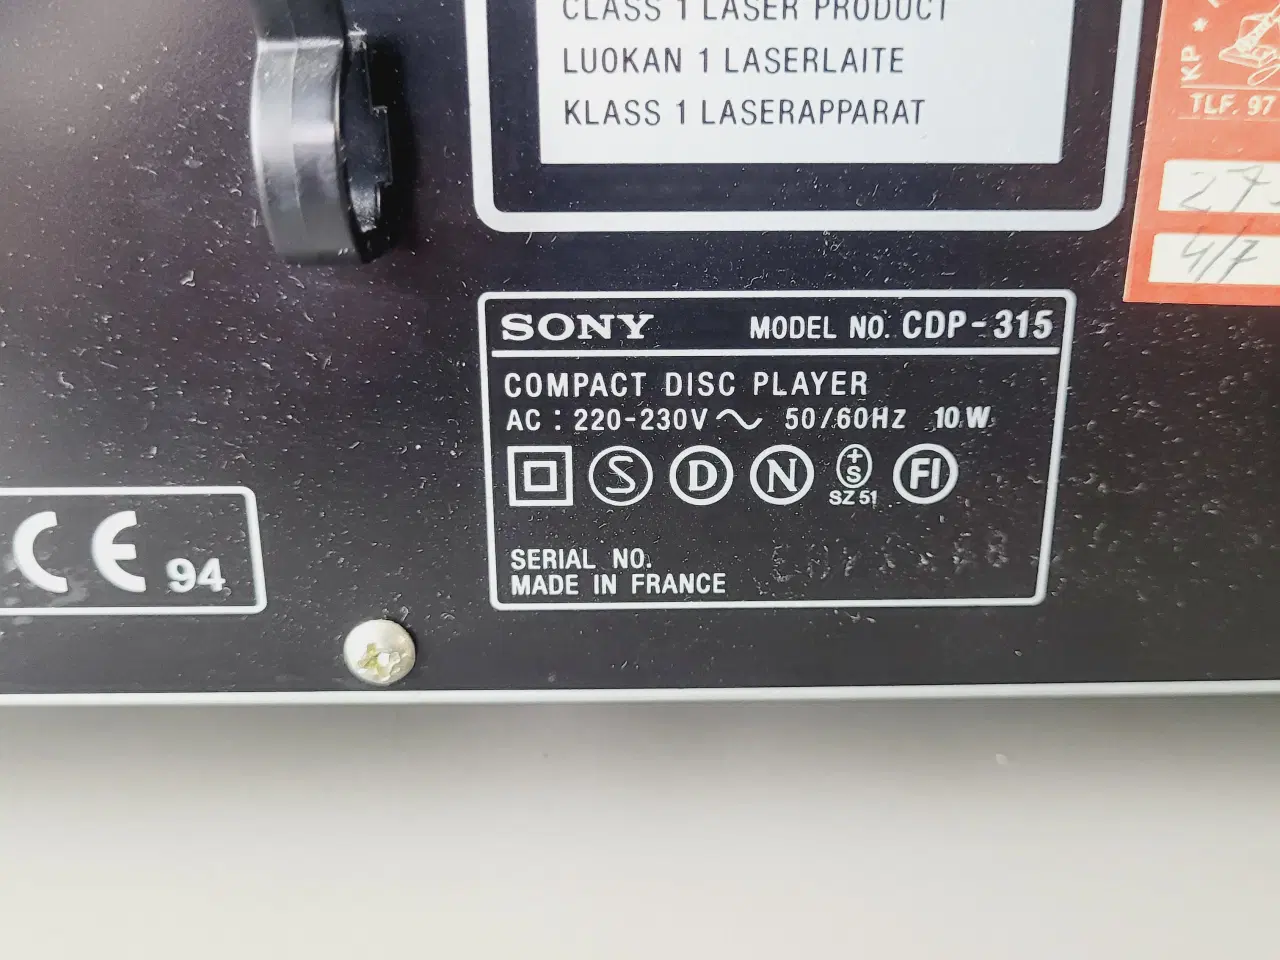 CLASS 1 LASER PRODUCT
LUOKAN 1 LASERLAITE
KLASS 1 LASERAPPARAT
KP
TLF. 97
27
4/7
SONY MODEL NO. CDP-315
COMPACT DISC PLAYER
AC : 220-230V ~ 50/60Hz 10 W
S D N +S FI
SZ 51
SERIAL NO.
MADE IN FRANCE
CE 94